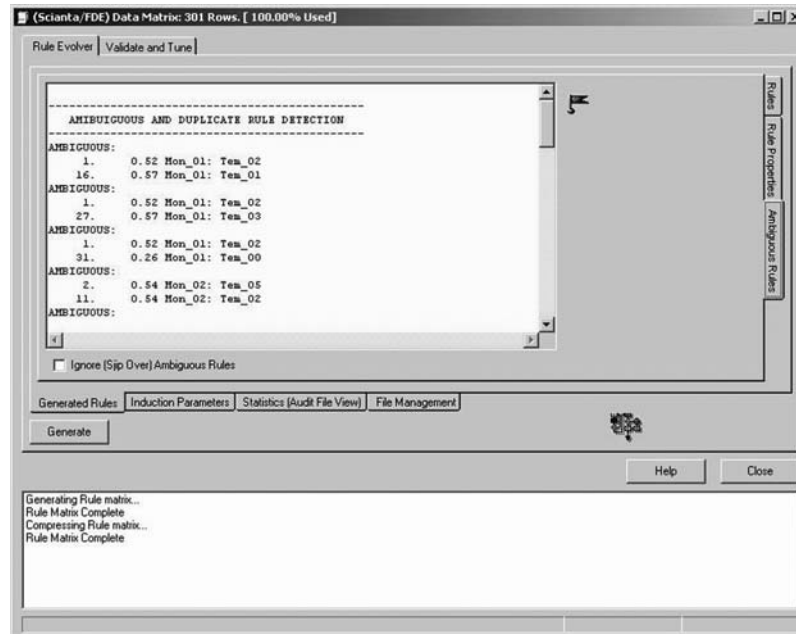 (Scianta/FDE) Data Matrix: 301 Rows. [ 100.00% Used]
Rule Evolver
Validate and Tune
------------------------------------------------
AMIBUIGUOUS AND DUPLICATE RULE DETECTION
------------------------------------------------
AMBIGUOUS:
1. 0.52 Mon_01: Tem_02
16. 0.57 Mon_01: Tem_01
AMBIGUOUS:
1. 0.52 Mon_01: Tem_02
27. 0.57 Mon_01: Tem_03
AMBIGUOUS:
1. 0.52 Mon_01: Tem_02
31. 0.26 Mon_01: Tem_00
AMBIGUOUS:
2. 0.54 Mon_02: Tem_05
11. 0.54 Mon_02: Tem_02
AMBIGUOUS:
Rules
Rule Properties
Ambiguous Rules
Ignore (Sjip Over) Ambiguous Rules
Generated Rules
Induction Parameters
Statistics (Audit File View)
File Management
Generate
Help
Close
Generating Rule matrix...
Rule Matrix Complete
Compressing Rule matrix...
Rule Matrix Complete